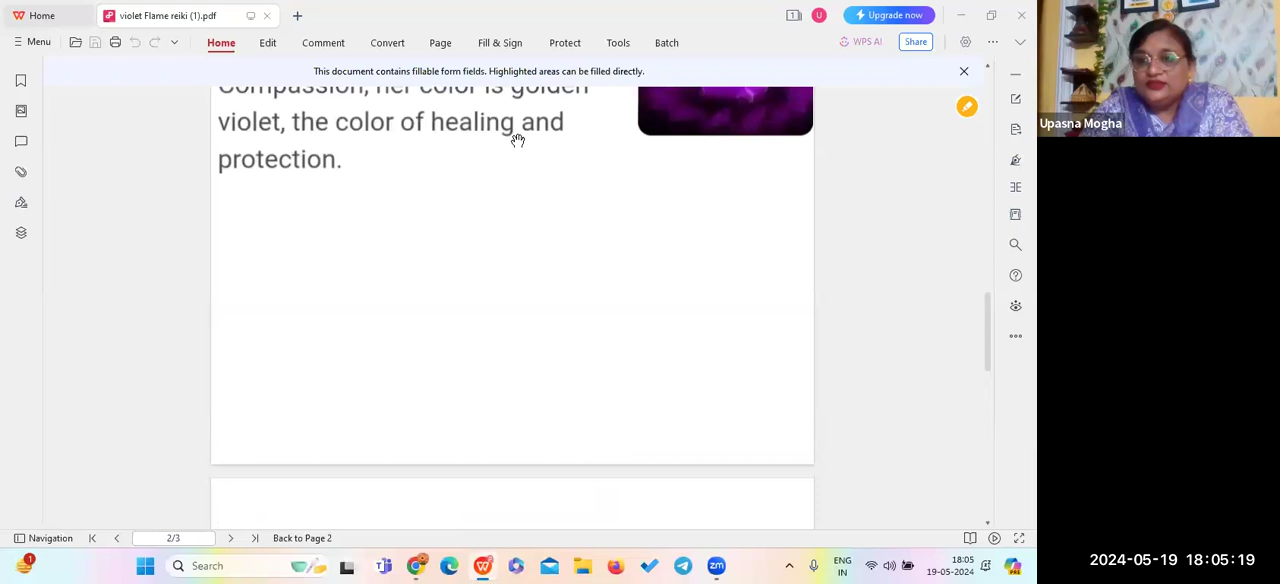 Home
violet Flame reiki (1).pdf
1
U
Upgrade now
Menu
Home
Edit
Comment
Convert
Page
Fill & Sign
Protect
Tools
Batch
WPS AI
Share
This document contains fillable form fields. Highlighted areas can be filled directly.
Compassion, her color is golden
violet, the color of healing and
protection.
Upasna Mogha
Navigation
2/3
Back to Page 2
1
Search
ENG
IN
18:05
19-05-2024
PRE
2024-05-19 18:05:19